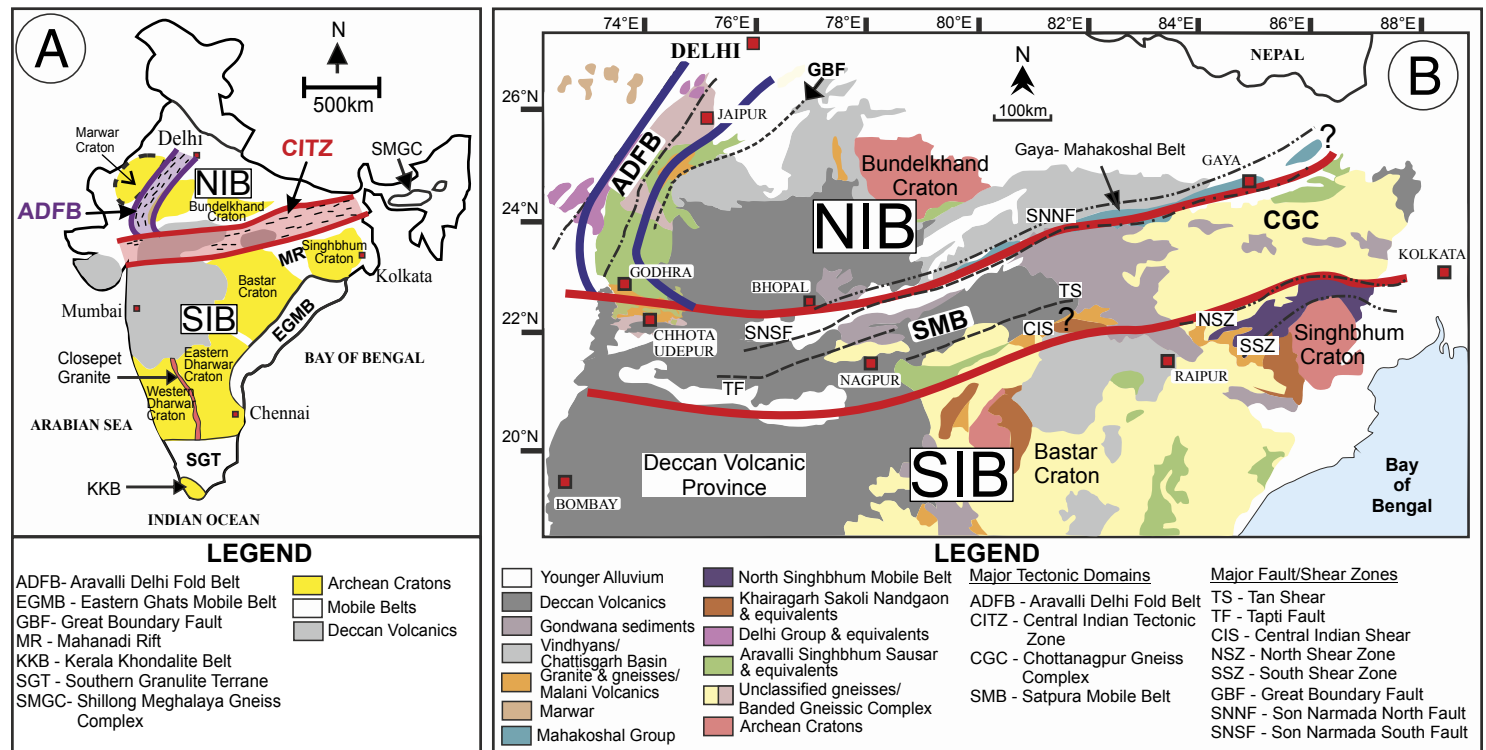 A
N
500km
Marwar
Craton
Delhi
CITZ
SMGC
NIB
ADFB
Bundelkhand
Craton
MR
Singhbhum
Craton
Kolkata
Bastar
Craton
Mumbai
SIB
EGMB
Closepet
Granite
Eastern
Dharwar
Craton
BAY OF BENGAL
Western
Dharwar
Craton
Chennai
ARABIAN SEA
SGT
KKB
INDIAN OCEAN
LEGEND
ADFB- Aravalli Delhi Fold Belt
EGMB - Eastern Ghats Mobile Belt
GBF- Great Boundary Fault
MR - Mahanadi Rift
KKB - Kerala Khondalite Belt
SGT - Southern Granulite Terrane
SMGC- Shillong Meghalaya Gneiss
Complex
Archean Cratons
Mobile Belts
Deccan Volcanics
74°E 76°E 78°E 80°E 82°E 84°E 86°E 88°E
B
DELHI
GBF
N
100km
NEPAL
26°N
JAIPUR
ADFB
Bundelkhand
Craton
Gaya- Mahakoshal Belt
GAYA
?
24°N
NIB
SNNF
CGC
KOLKATA
GODHRA
BHOPAL
TS
22°N
CHHOTA
UDEPUR
SNSF
SMB
CIS
?
NSZ
SSZ
Singhbhum
Craton
TF
NAGPUR
RAIPUR
20°N
Deccan Volcanic
Province
SIB
Bastar
Craton
BOMBAY
Bay
of
Bengal
LEGEND
Younger Alluvium
Deccan Volcanics
Gondwana sediments
Vindhyans/
Chattisgarh Basin
Granite & gneisses/
Malani Volcanics
Marwar
Mahakoshal Group
North Singhbhum Mobile Belt
Khairagarh Sakoli Nandgaon
& equivalents
Delhi Group & equivalents
Aravalli Singhbhum Sausar
& equivalents
Unclassified gneisses/
Banded Gneissic Complex
Archean Cratons
Major Tectonic Domains
ADFB - Aravalli Delhi Fold Belt
CITZ - Central Indian Tectonic
Zone
CGC - Chottanagpur Gneiss
Complex
SMB - Satpura Mobile Belt
Major Fault/Shear Zones
TS - Tan Shear
TF - Tapti Fault
CIS - Central Indian Shear
NSZ - North Shear Zone
SSZ - South Shear Zone
GBF - Great Boundary Fault
SNNF - Son Narmada North Fault
SNSF - Son Narmada South Fault